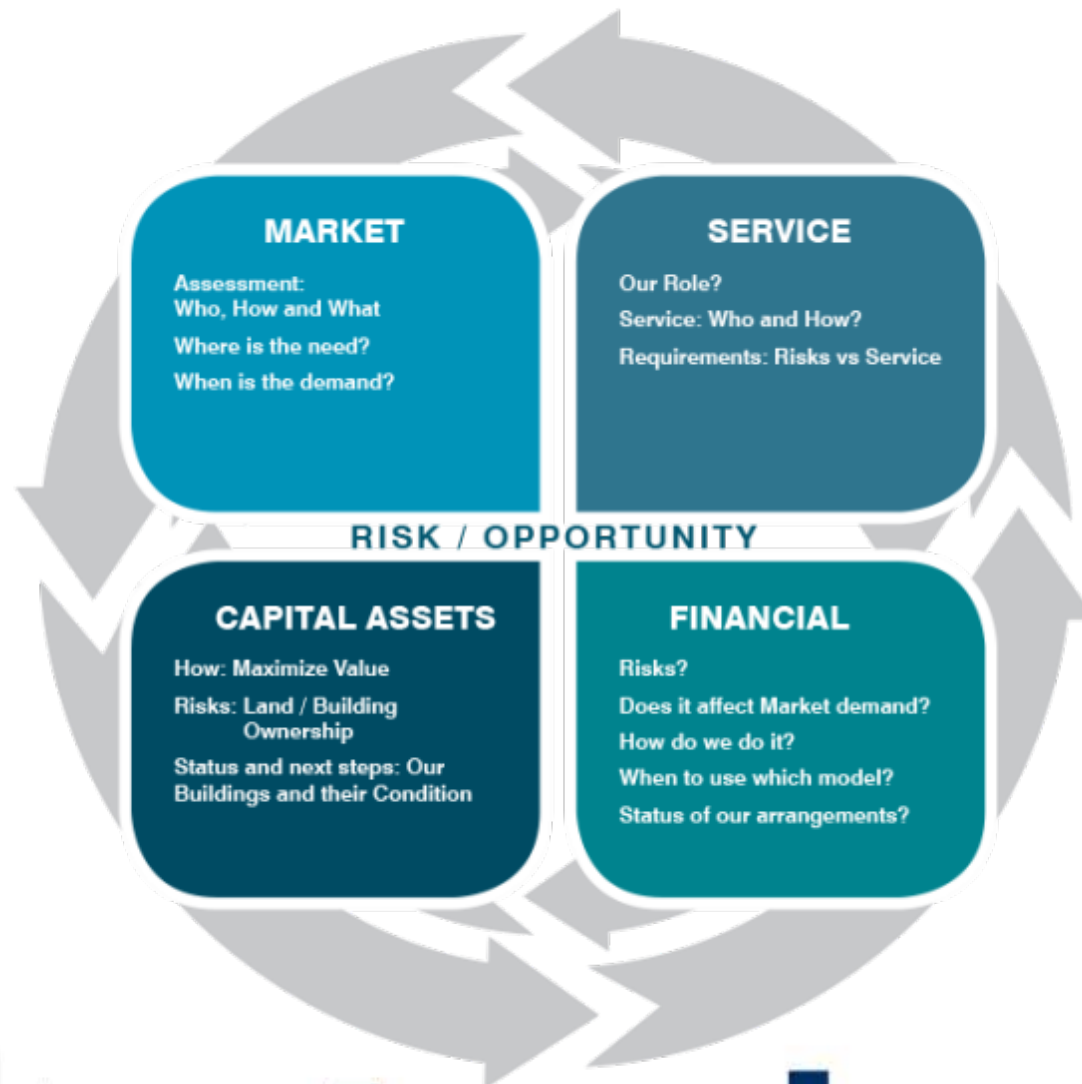 MARKET
Assessment:
Who, How and What
Where is the need?
When is the demand?
SERVICE
Our Role?
Service: Who and How?
Requirements: Risks vs Service
RISK / OPPORTUNITY
CAPITAL ASSETS
How: Maximize Value
Risks: Land / Building
Ownership
Status and next steps: Our
Buildings and their Condition
FINANCIAL
Risks?
Does it affect Market demand?
How do we do it?
When to use which model?
Status of our arrangements?